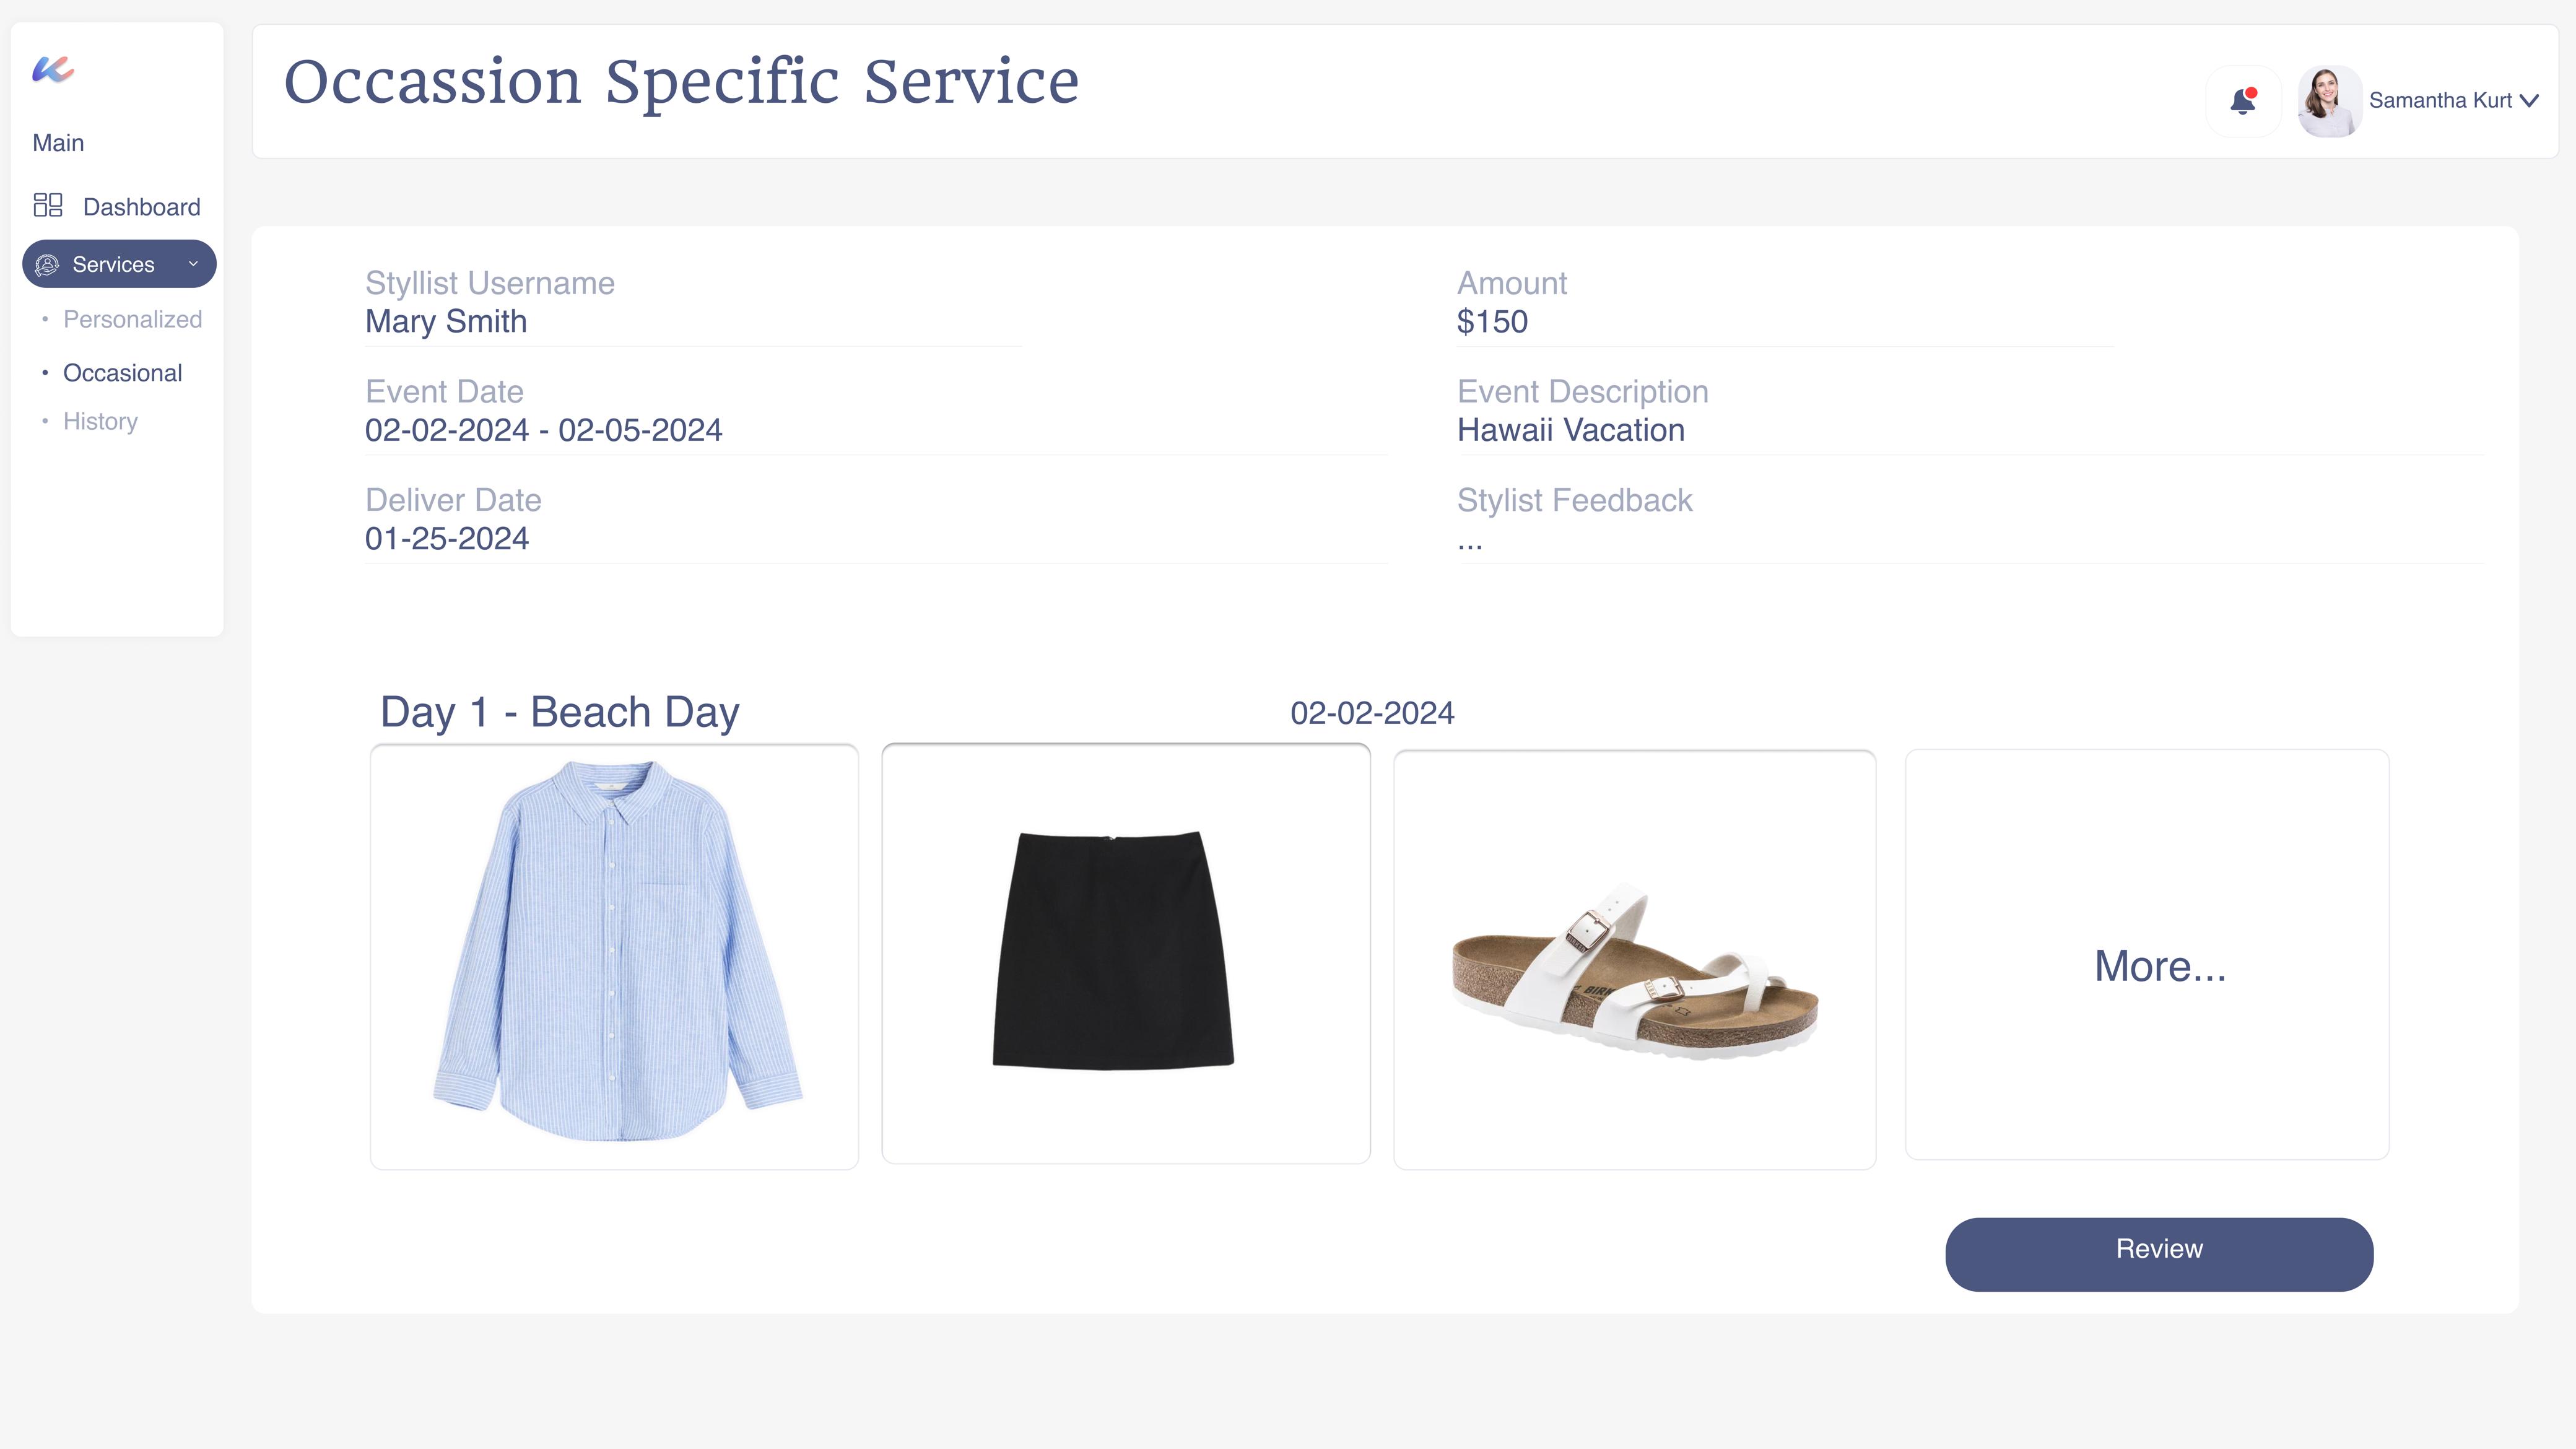 Occassion Specific Service
Samantha Kurt
Main
Dashboard
Services
• Personalized
• Occasional
• History
Styllist Username
Mary Smith
Amount
$150
Event Date
02-02-2024 - 02-05-2024
Event Description
Hawaii Vacation
Deliver Date
01-25-2024
Stylist Feedback
...
Day 1 - Beach Day
02-02-2024
More...
Review